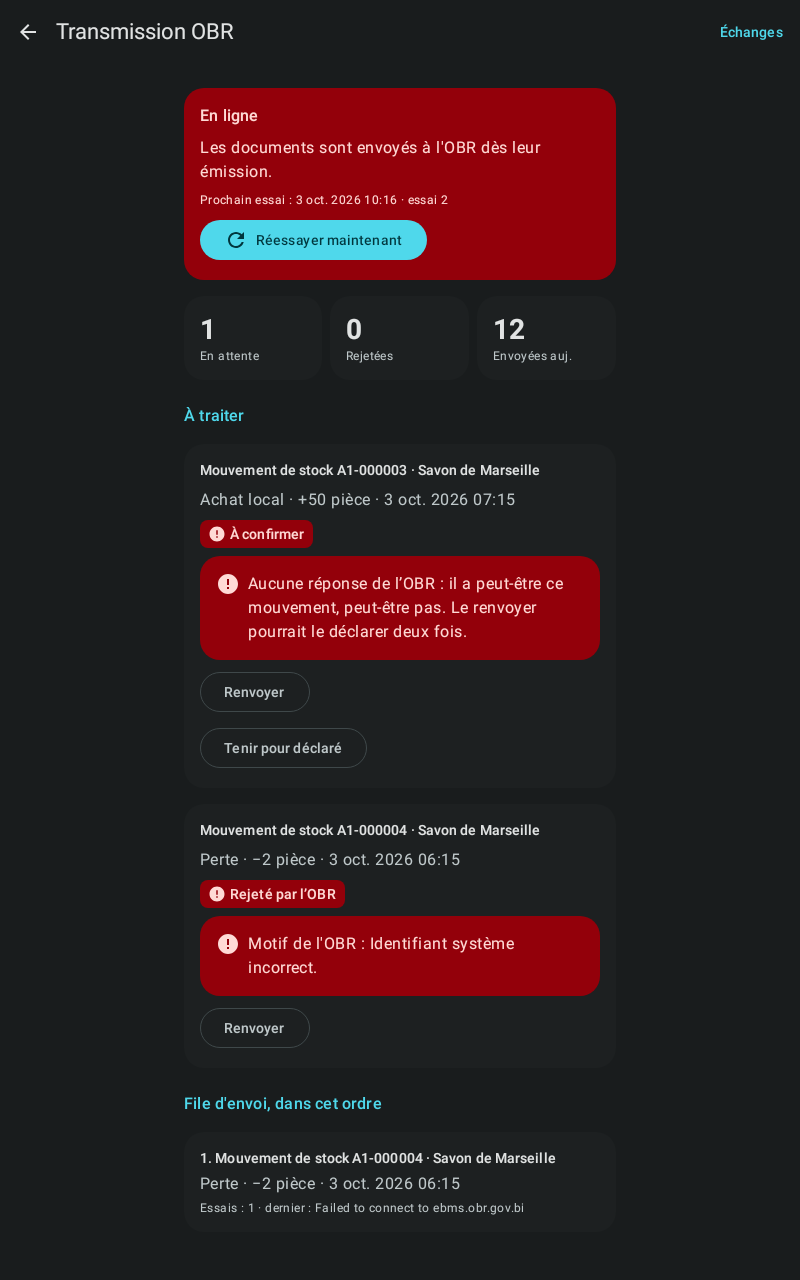 Transmission OBR
Échanges
En ligne
Les documents sont envoyés à l'OBR dès leur
émission.
Prochain essai : 3 oct. 2026 10:16 · essai 2
Réessayer maintenant
1
En attente
0
Rejetées
12
Envoyées auj.
À traiter
Mouvement de stock A1-000003 · Savon de Marseille
Achat local · +50 pièce · 3 oct. 2026 07:15
À confirmer
Aucune réponse de l’OBR : il a peut-être ce
mouvement, peut-être pas. Le renvoyer
pourrait le déclarer deux fois.
Renvoyer
Tenir pour déclaré
Mouvement de stock A1-000004 · Savon de Marseille
Perte · −2 pièce · 3 oct. 2026 06:15
Rejeté par l’OBR
Motif de l'OBR : Identifiant système
incorrect.
Renvoyer
File d'envoi, dans cet ordre
1. Mouvement de stock A1-000004 · Savon de Marseille
Perte · −2 pièce · 3 oct. 2026 06:15
Essais : 1 · dernier : Failed to connect to ebms.obr.gov.bi